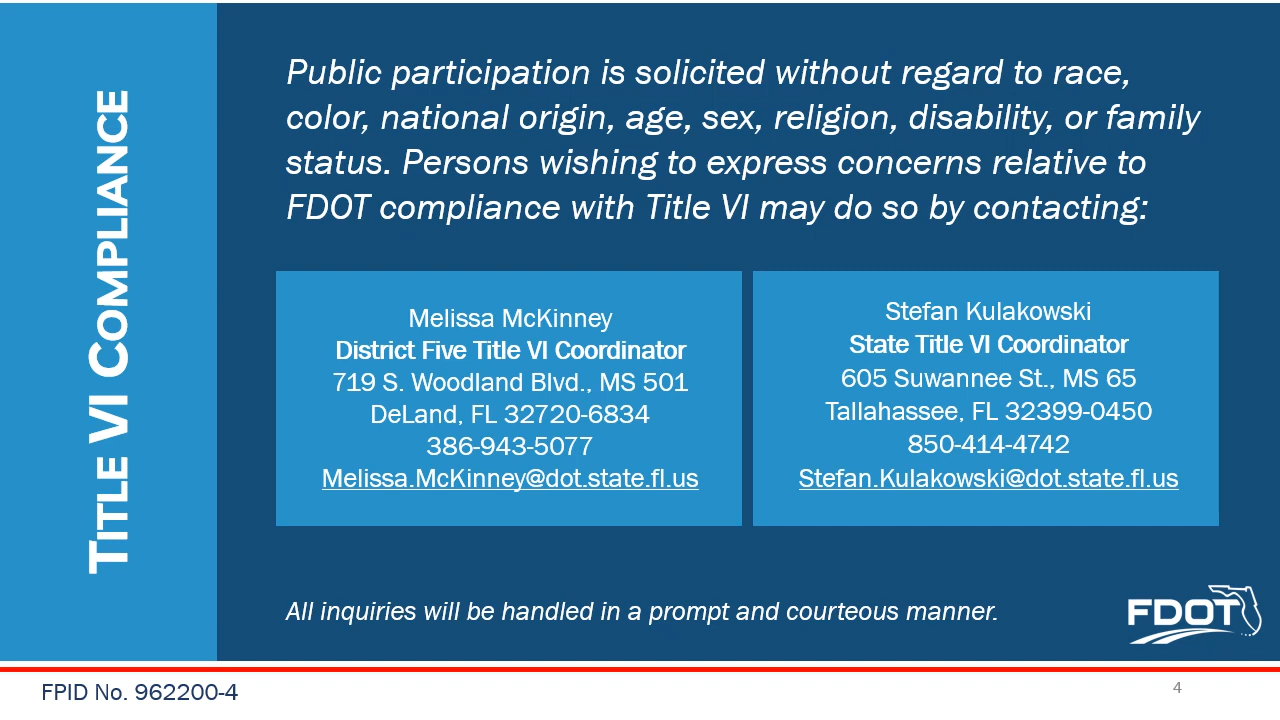 TITLE VI COMPLIANCE
Public participation is solicited without regard to race,
color, national origin, age, sex, religion, disability, or family
status. Persons wishing to express concerns relative to
FDOT compliance with Title VI may do so by contacting:
Melissa McKinney
District Five Title VI Coordinator
719 S. Woodland Blvd., MS 501
DeLand, FL 32720-6834
386-943-5077
Melissa.McKinney@dot.state.fl.us
Stefan Kulakowski
State Title VI Coordinator
605 Suwannee St., MS 65
Tallahassee, FL 32399-0450
850-414-4742
Stefan.Kulakowski@dot.state.fl.us
All inquiries will be handled in a prompt and courteous manner.
FDOT
FPID No. 962200-4
4